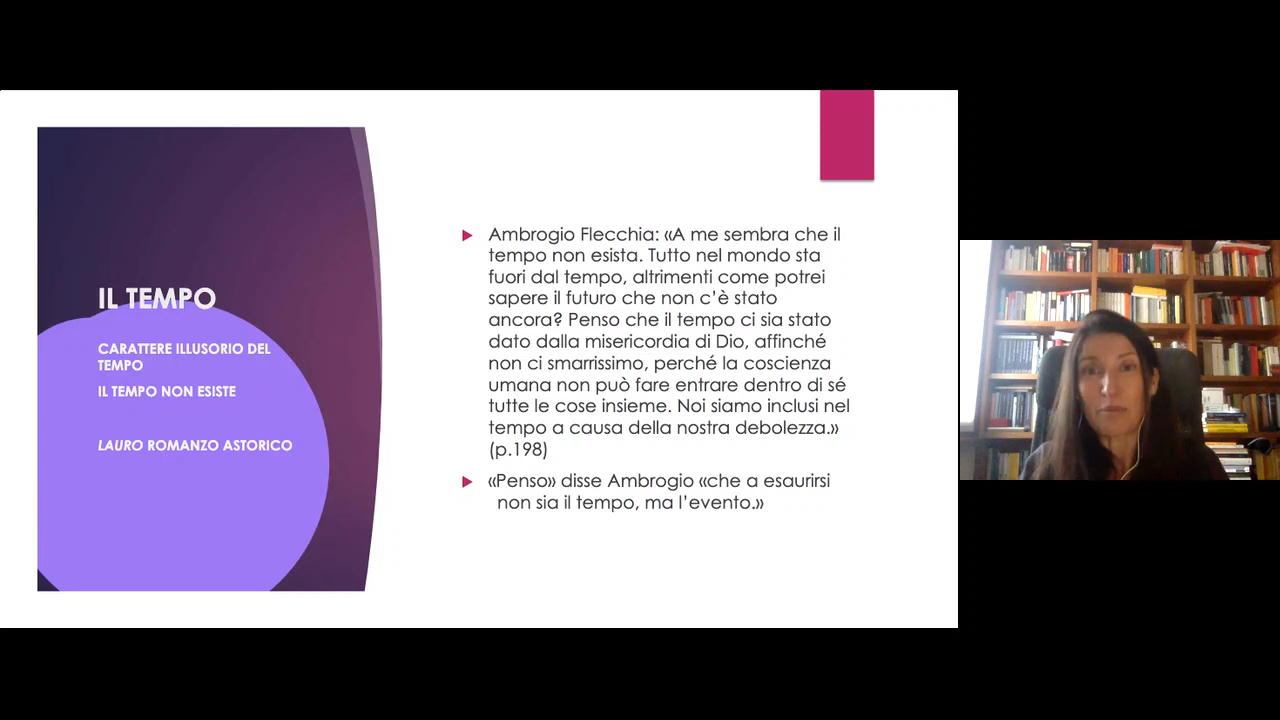 IL TEMPO
CARATTERE ILLUSORIO DEL
TEMPO
IL TEMPO NON ESISTE
LAURO ROMANZO ASTORICO
Ambrogio Flecchia: «A me sembra che il
tempo non esista. Tutto nel mondo sta
fuori dal tempo, altrimenti come potrei
sapere il futuro che non c’è stato
ancora? Penso che il tempo ci sia stato
dato dalla misericordia di Dio, affinché
non ci smarrissimo, perché la coscienza
umana non può fare entrare dentro di sé
tutte le cose insieme. Noi siamo inclusi nel
tempo a causa della nostra debolezza.»
(p.198)
«Penso» disse Ambrogio «che a esaurirsi
non sia il tempo, ma l’evento.»